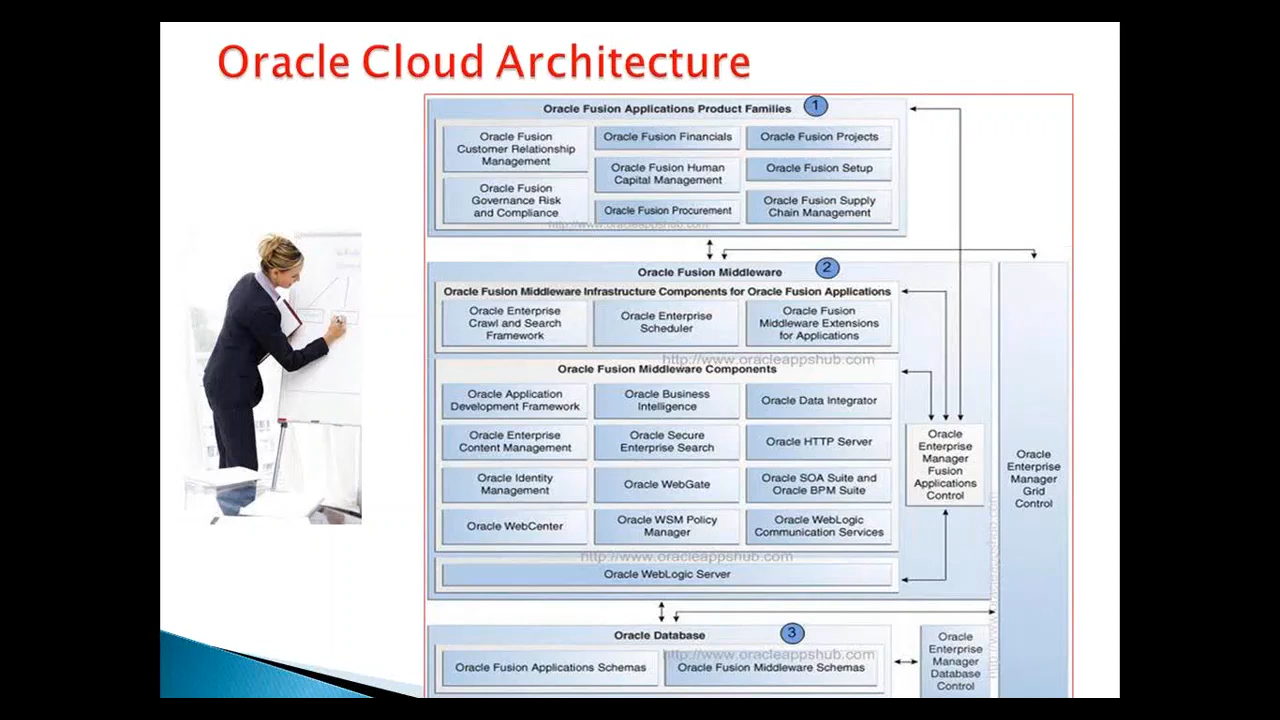 Oracle Cloud Architecture
Oracle Fusion Applications Product Families
1
Oracle Fusion
Customer Relationship
Management
Oracle Fusion Financials
Oracle Fusion Projects
Oracle Fusion Human
Capital Management
Oracle Fusion Setup
Oracle Fusion
Governance Risk
and Compliance
Oracle Fusion Procurement
Oracle Fusion Supply
Chain Management
http://www.oracleappshub.com
Oracle Fusion Middleware
2
Oracle Fusion Middleware Infrastructure Components for Oracle Fusion Applications
Oracle Enterprise
Crawl and Search
Framework
Oracle Enterprise
Scheduler
Oracle Fusion
Middleware Extensions
for Applications
http://www.oracleappshub.com
Oracle Fusion Middleware Components
Oracle Application
Development Framework
Oracle Business
Intelligence
Oracle Data Integrator
Oracle Enterprise
Content Management
Oracle Secure
Enterprise Search
Oracle HTTP Server
Oracle Identity
Management
Oracle WebGate
Oracle SOA Suite and
Oracle BPM Suite
Oracle WebCenter
Oracle WSM Policy
Manager
Oracle WebLogic
Communication Services
http://www.oracleappshub.com
Oracle WebLogic Server
Oracle
Enterprise
Manager
Fusion
Applications
Control
Oracle
Enterprise
Manager
Grid
Control
Oracle Database
3
http://www.oracleappshub.com
Oracle Fusion Applications Schemas
Oracle Fusion Middleware Schemas
Oracle
Enterprise
Manager
Database
Control